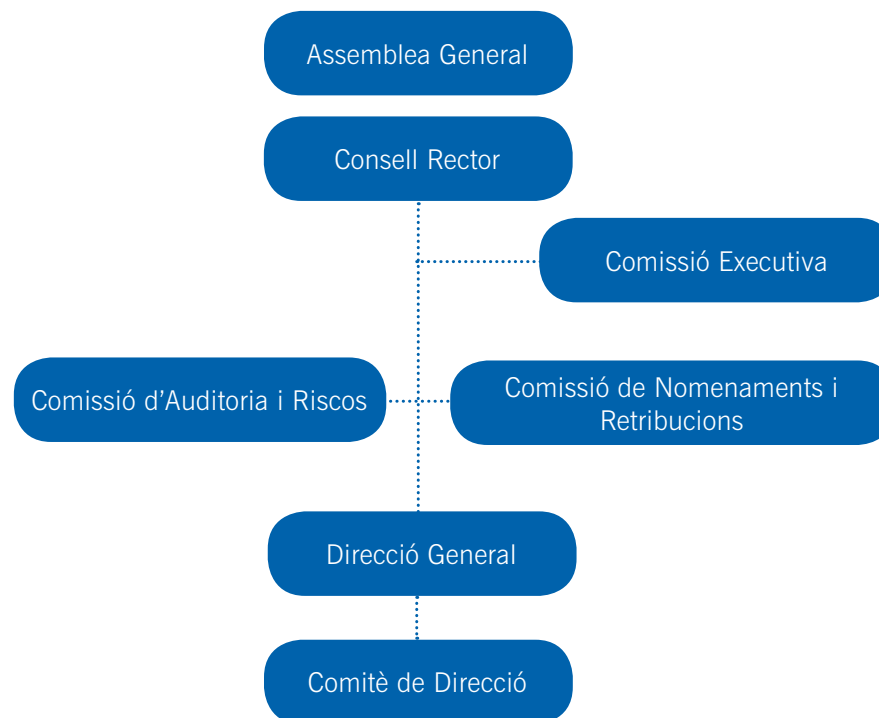 Assemblea General
Consell Rector
Comissió Executiva
Comissió d’Auditoria i Riscos
Comissió de Nomenaments i
Retribucions
Direcció General
Comitè de Direcció